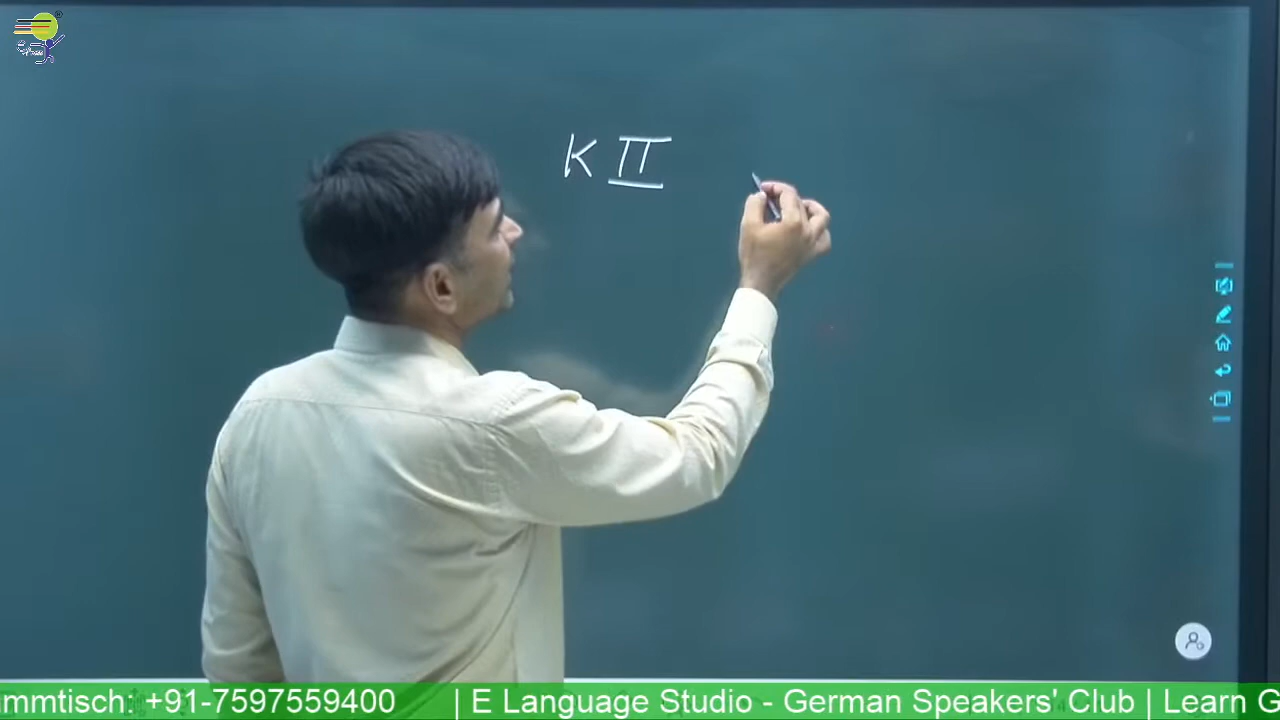 K II
mmtisch: +91-7597559400 | E Language Studio - German Speakers' Club | Learn G